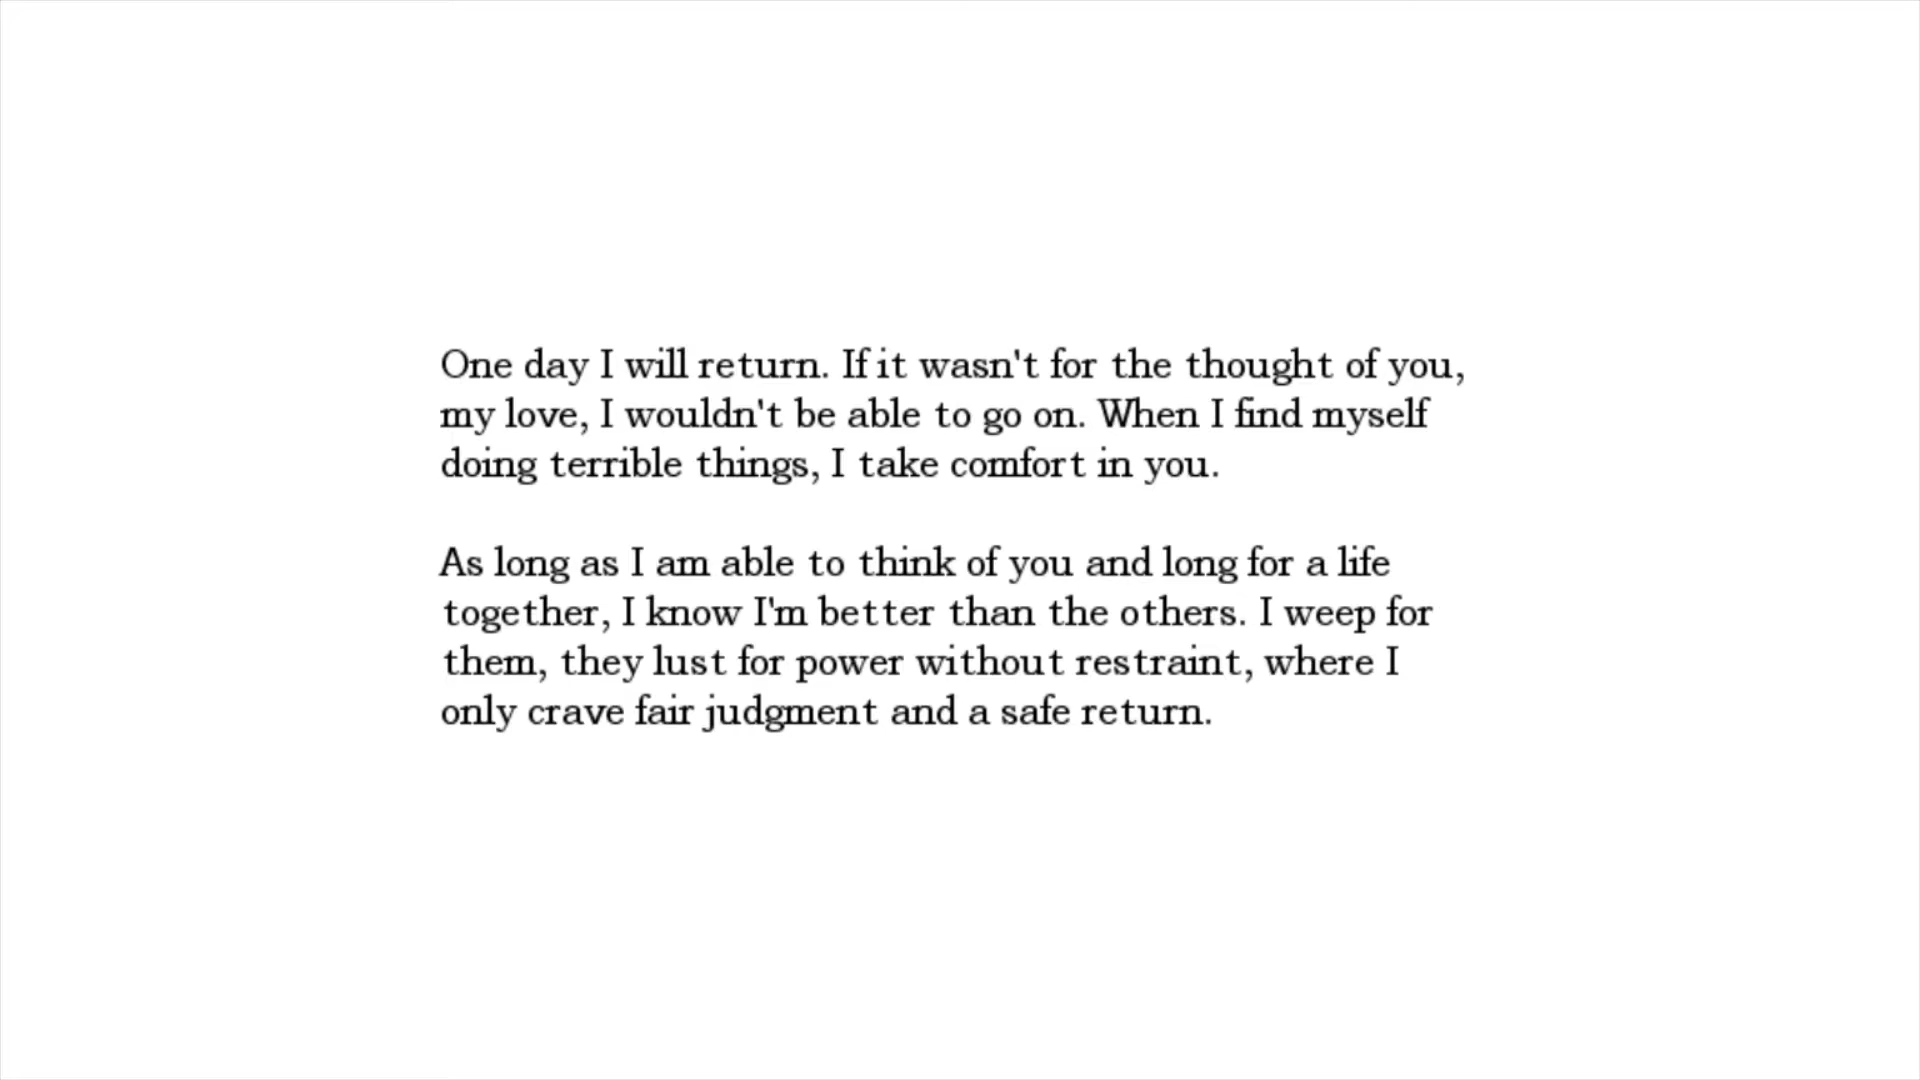 One day I will return. If it wasn't for the thought of you,
my love, I wouldn't be able to go on. When I find myself
doing terrible things, I take comfort in you.
As long as I am able to think of you and long for a life
together, I know I'm better than the others. I weep for
them, they lust for power without restraint, where I
only crave fair judgment and a safe return.